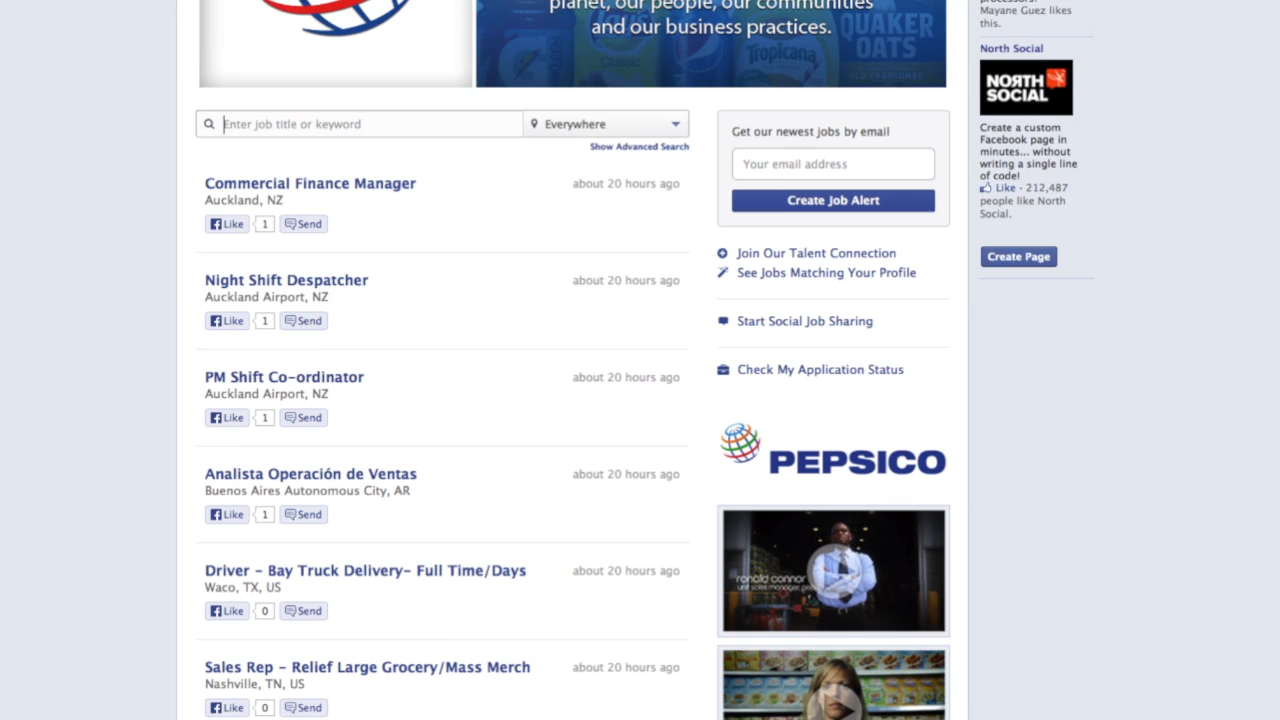 planet, our people, our communities
and our business practices.
QUAKER
OATS
Tropicana
Classic
Enter job title or keyword
Everywhere
Show Advanced Search
Commercial Finance Manager
about 20 hours ago
Auckland, NZ
Like 1 Send
Night Shift Despatcher
about 20 hours ago
Auckland Airport, NZ
Like 1 Send
PM Shift Co-ordinator
about 20 hours ago
Auckland Airport, NZ
Like 1 Send
Analista Operación de Ventas
about 20 hours ago
Buenos Aires Autonomous City, AR
Like 1 Send
Driver - Bay Truck Delivery- Full Time/Days
about 20 hours ago
Waco, TX, US
Like 0 Send
Sales Rep - Relief Large Grocery/Mass Merch
about 20 hours ago
Nashville, TN, US
Like 0 Send
Get our newest jobs by email
Your email address
Create Job Alert
Join Our Talent Connection
See Jobs Matching Your Profile
Start Social Job Sharing
Check My Application Status
PEPSICO
ronald connor
Mayane Guez likes
this.
North Social
NORTH
SOCIAL
Create a custom
Facebook page in
minutes... without
writing a single line
of code!
Like · 212,487
people like North
Social.
Create Page